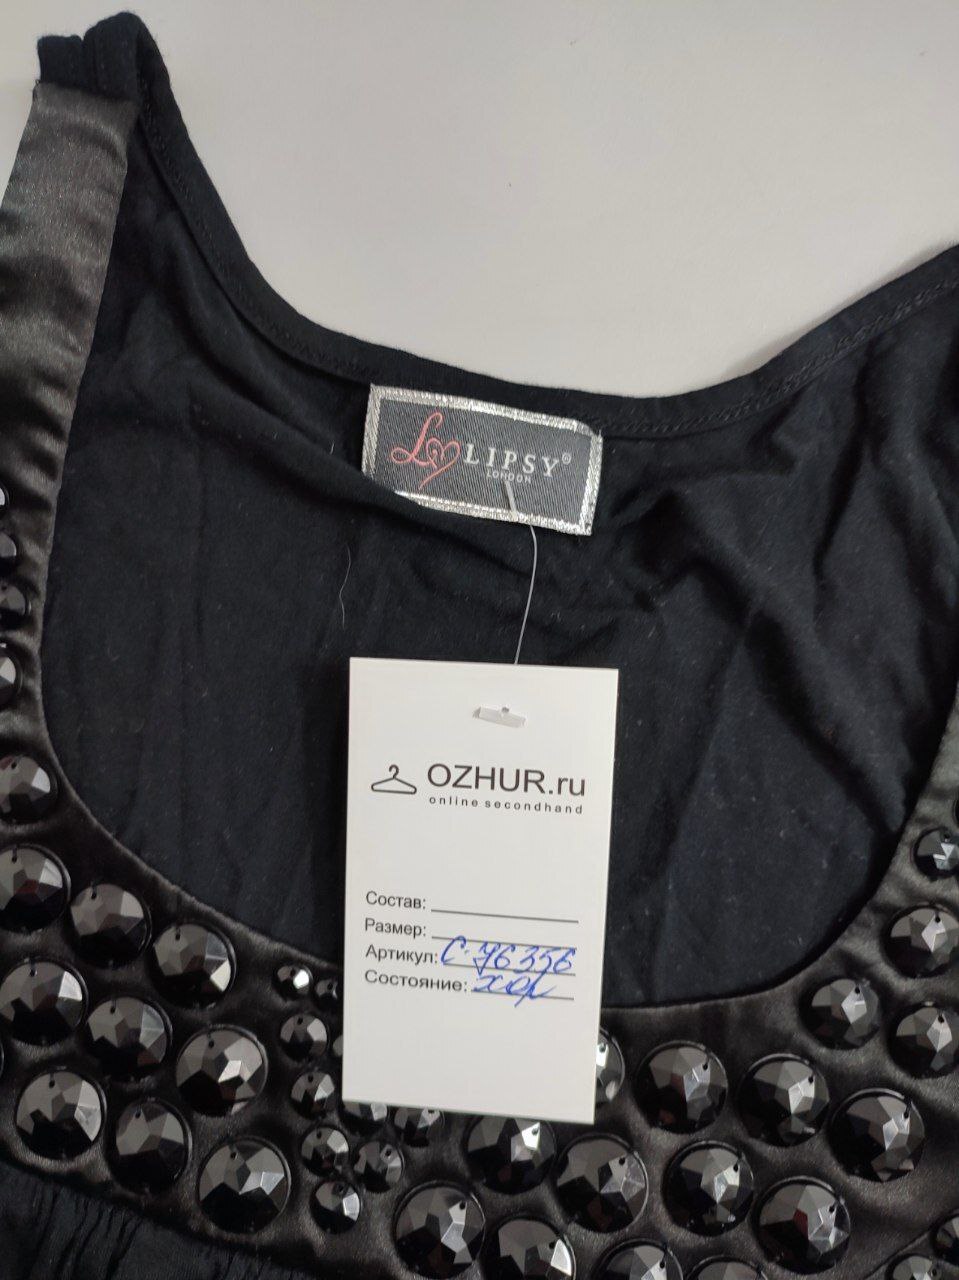 LIPSY®
LONDON
OZHUR.ru
online secondhand
Состав:
Размер:
Артикул: С-76356
Состояние: хор